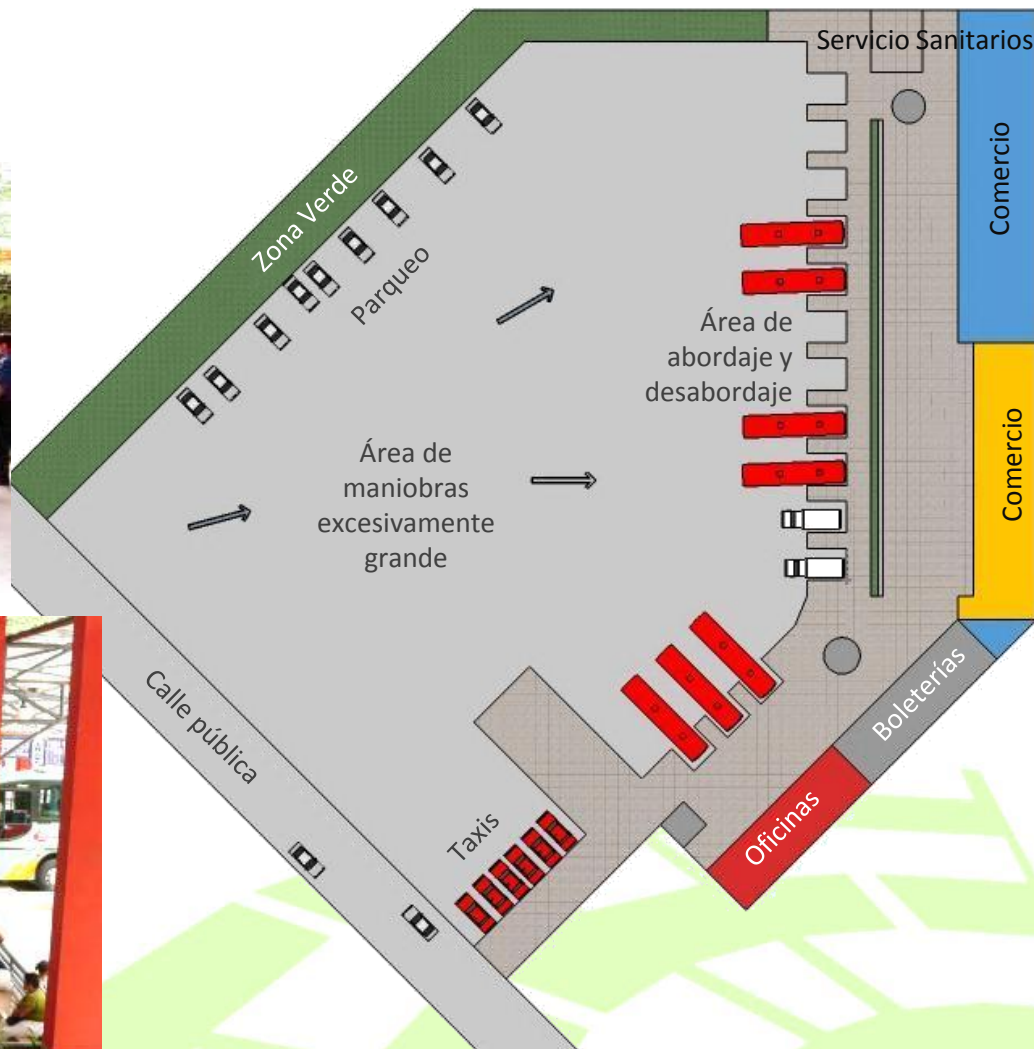 Servicio Sanitarios
Comercio
Zona Verde
Parqueo
Área de
abordaje y
desabordaje
Área de
maniobras
excesivamente
grande
Comercio
Calle pública
Boleterías
Taxis
Oficinas